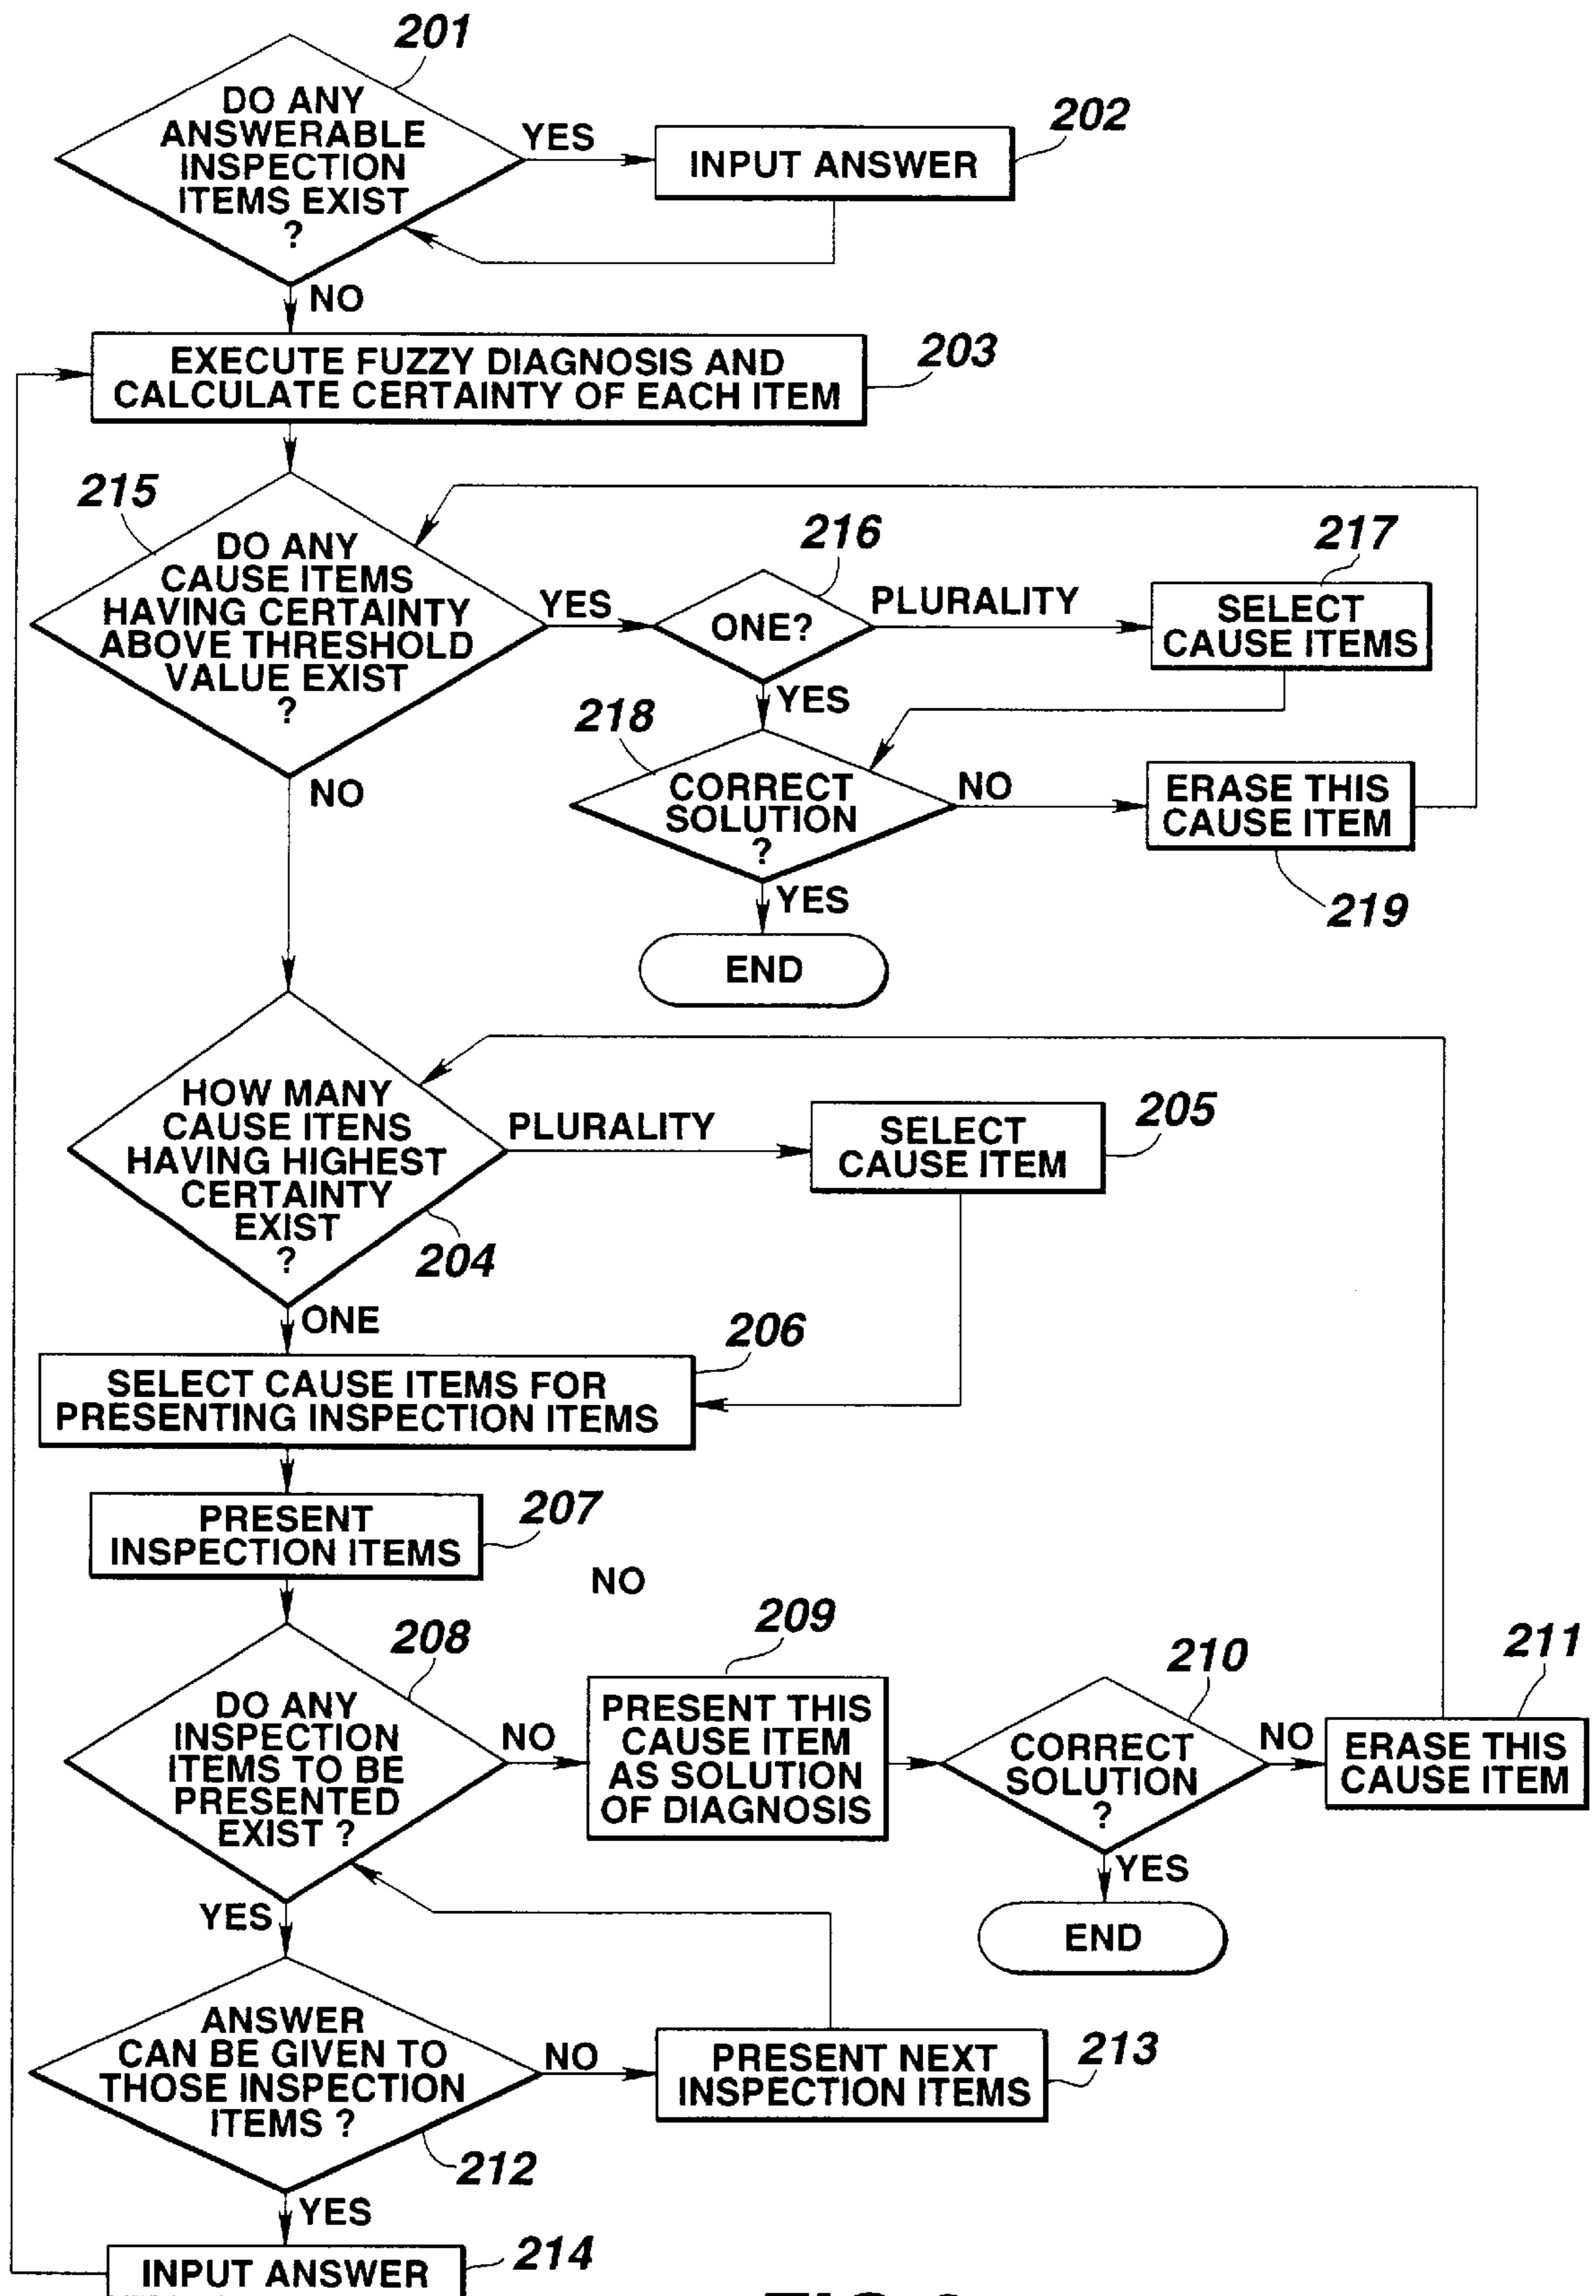 201
DO ANY
ANSWERABLE
INSPECTION
ITEMS EXIST
?
YES
INPUT ANSWER
202
NO
EXECUTE FUZZY DIAGNOSIS AND
CALCULATE CERTAINTY OF EACH ITEM
203
215
DO ANY
CAUSE ITEMS
HAVING CERTAINTY
ABOVE THRESHOLD
VALUE EXIST
?
YES
216
ONE?
PLURALITY
217
SELECT
CAUSE ITEMS
YES
218
CORRECT
SOLUTION
?
NO
ERASE THIS
CAUSE ITEM
219
YES
END
NO
HOW MANY
CAUSE ITENS
HAVING HIGHEST
CERTAINTY
EXIST
?
204
PLURALITY
SELECT
CAUSE ITEM
205
ONE
206
SELECT CAUSE ITEMS FOR
PRESENTING INSPECTION ITEMS
PRESENT
INSPECTION ITEMS
207
NO
208
DO ANY
INSPECTION
ITEMS TO BE
PRESENTED
EXIST ?
NO
209
PRESENT THIS
CAUSE ITEM
AS SOLUTION
OF DIAGNOSIS
210
CORRECT
SOLUTION
?
NO
211
ERASE THIS
CAUSE ITEM
YES
END
YES
ANSWER
CAN BE GIVEN TO
THOSE INSPECTION
ITEMS ?
212
NO
PRESENT NEXT
INSPECTION ITEMS
213
YES
INPUT ANSWER
214